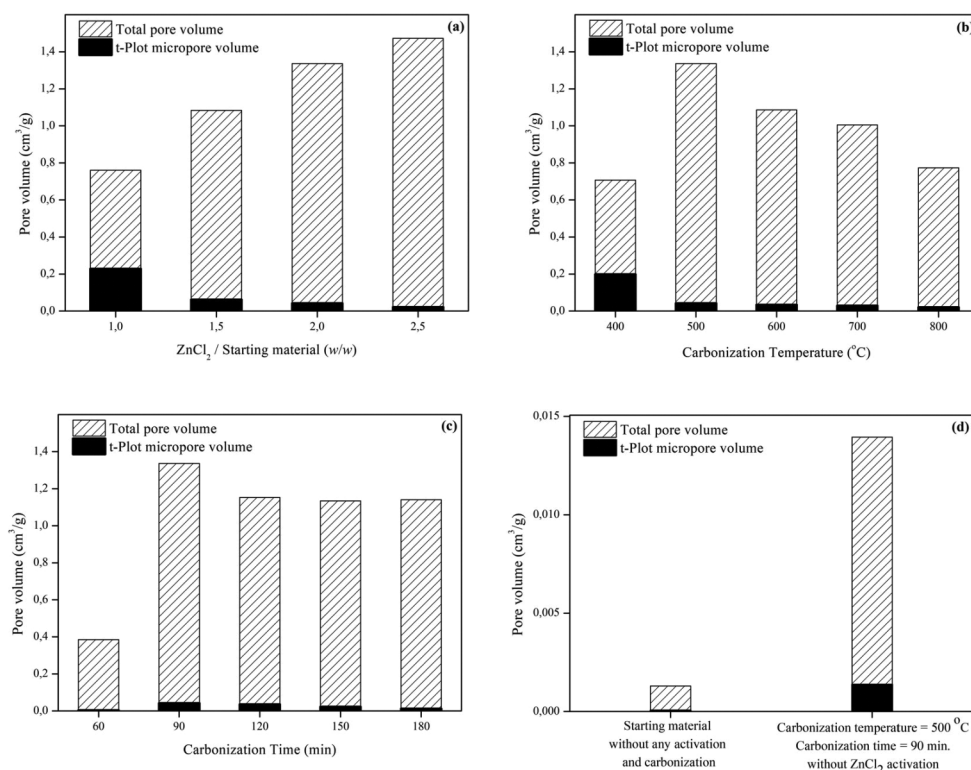 (a)
Total pore volume
t-Plot micropore volume
Pore volume (cm³/g)
1,4
1,2
1,0
0,8
0,6
0,4
0,2
0,0
1,0 1,5 2,0 2,5
ZnCl₂ / Starting material (w/w)
(b)
Total pore volume
t-Plot micropore volume
Pore volume (cm³/g)
1,4
1,2
1,0
0,8
0,6
0,4
0,2
0,0
400 500 600 700 800
Carbonization Temperature (°C)
(c)
Total pore volume
t-Plot micropore volume
Pore volume (cm³/g)
1,4
1,2
1,0
0,8
0,6
0,4
0,2
0,0
60 90 120 150 180
Carbonization Time (min)
(d)
Total pore volume
t-Plot micropore volume
Pore volume (cm³/g)
0,015
0,010
0,005
0,000
Starting material
without any activation
and carbonization
Carbonization temperature = 500 °C
Carbonization time = 90 min.
without ZnCl₂ activation